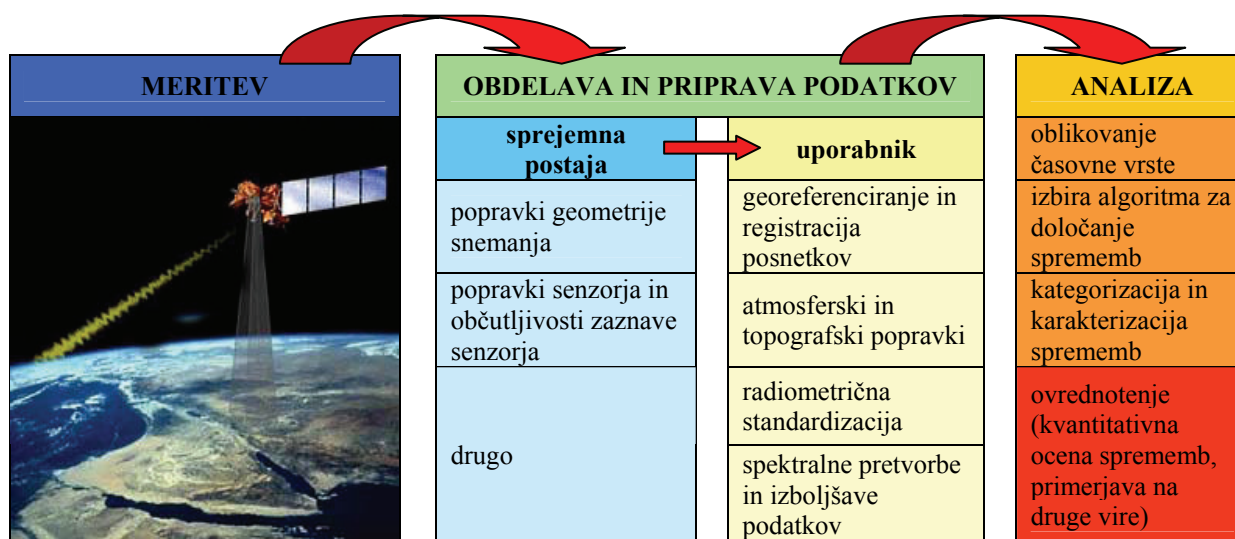 MERITEV
OBDELAVA IN PRIPRAVA PODATKOV
sprejemna
postaja
popravki geometrije
snemanja
popravki senzorja in
občutljivosti zaznave
senzorja
drugo
uporabnik
georeferenciranje in
registracija
posnetkov
atmosferski in
topografski popravki
radiometrična
standardizacija
spektralne pretvorbe
in izboljšave
podatkov
ANALIZA
oblikovanje
časovne vrste
izbira algoritma za
določanje
sprememb
kategorizacija in
karakterizacija
sprememb
ovrednotenje
(kvantitativna
ocena sprememb,
primerjava na
druge vire)